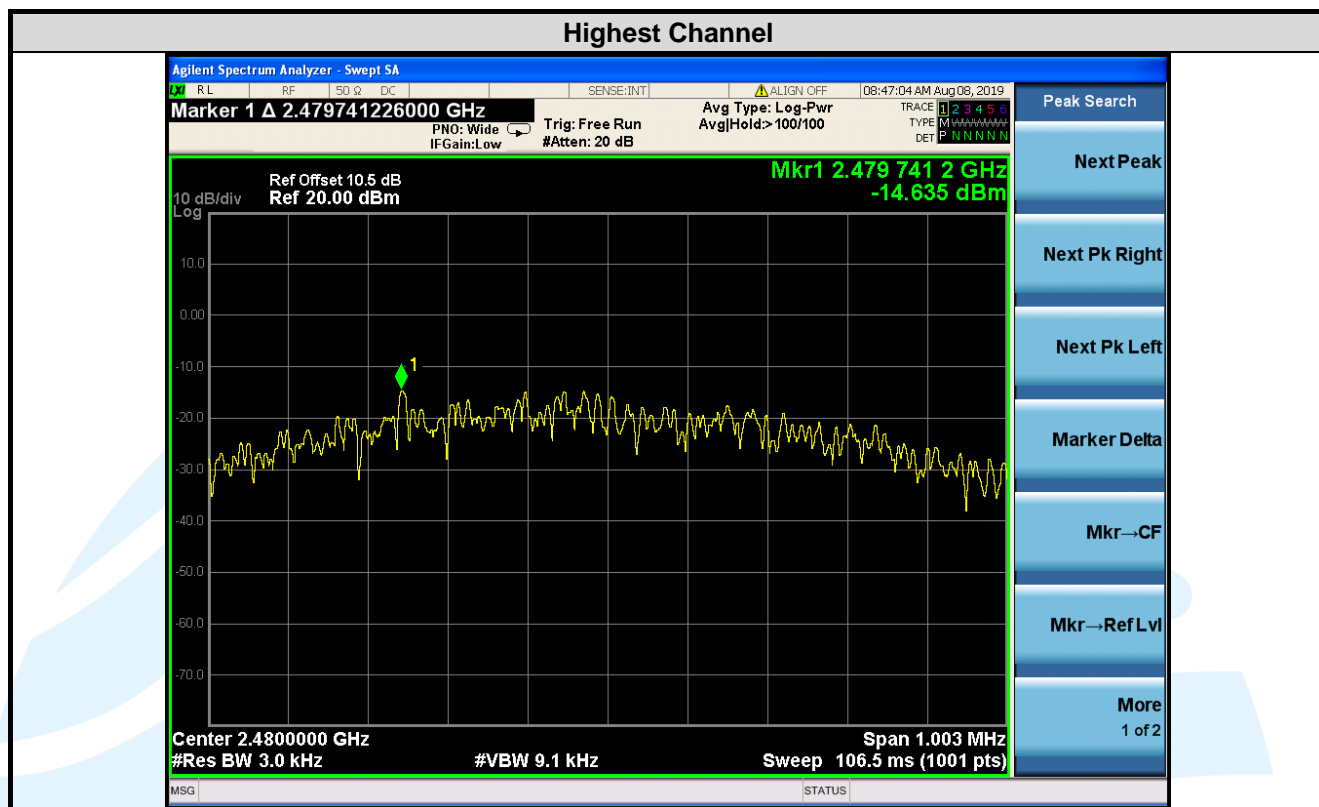 Highest Channel
Agilent Spectrum Analyzer - Swept SA
LXI RL RF 50 Ω DC SENSE:INT ALIGN OFF 08:47:04 AM Aug 08, 2019
Marker 1 Δ 2.479741226000 GHz
PNO: Wide
IFGain:Low
Trig: Free Run
#Atten: 20 dB
Avg Type: Log-Pwr
Avg|Hold:>100/100
TRACE 1 2 3 4 5 6
TYPE M WWWWW
DET P N N N N N
Mkr1 2.479 741 2 GHz
-14.635 dBm
Ref Offset 10.5 dB
10 dB/div Ref 20.00 dBm
Log
10.0
0.00
-10.0
1
-20.0
-30.0
-40.0
-50.0
-60.0
-70.0
Center 2.4800000 GHz Span 1.003 MHz
#Res BW 3.0 kHz #VBW 9.1 kHz Sweep 106.5 ms (1001 pts)
MSG STATUS
Peak Search
Next Peak
Next Pk Right
Next Pk Left
Marker Delta
Mkr→CF
Mkr→Ref Lvl
More
1 of 2